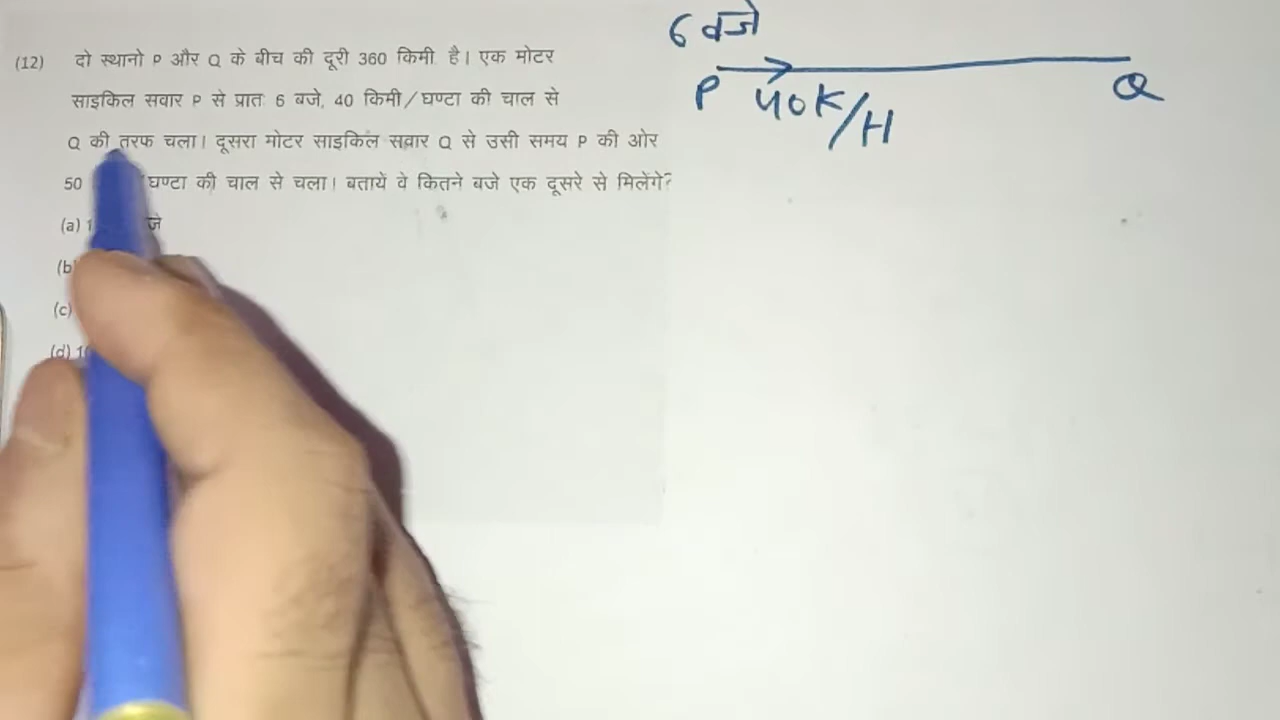 (12) दो स्थानो P और Q के बीच की दूरी 360 किमी. है। एक मोटर
साइकिल सवार P से प्रातः 6 बजे, 40 किमी/घण्टा की चाल से
Q की तरफ चला। दूसरा मोटर साइकिल सवार Q से उसी समय P की ओर
50 /घण्टा की चाल से चला। बतायें वे कितने बजे एक दूसरे से मिलेंगे?
(a)
(b)
(c)
(d)
6 बजे
P Q
40K/H